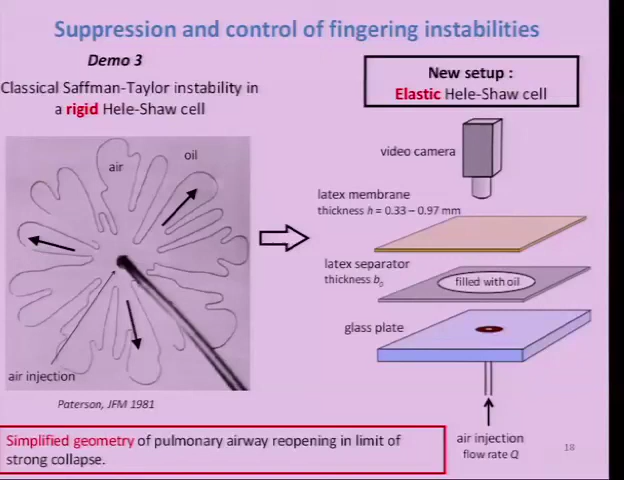 Suppression and control of fingering instabilities
Demo 3
Classical Saffman-Taylor instability in
a rigid Hele-Shaw cell
New setup :
Elastic Hele-Shaw cell
air
oil
air injection
Paterson, JFM 1981
video camera
latex membrane
thickness h = 0.33 – 0.97 mm
latex separator
thickness b₀
filled with oil
glass plate
air injection
flow rate Q
Simplified geometry of pulmonary airway reopening in limit of
strong collapse.
18